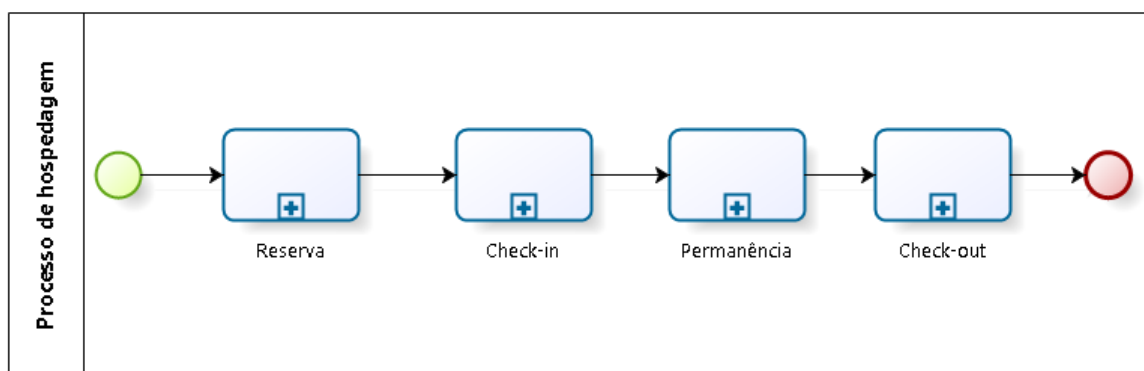 Processo de hospedagem
Reserva
Check-in
Permanência
Check-out